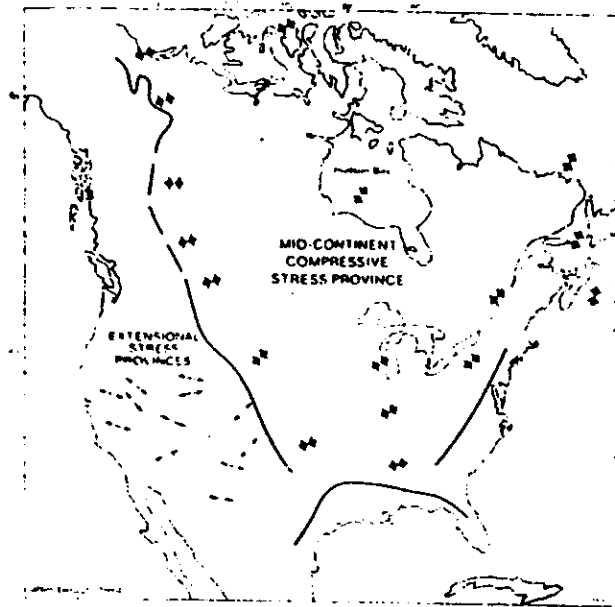 Hudson Bay
MID-CONTINENT
COMPRESSIVE
STRESS PROVINCE
EXTENSIONAL
STRESS
PROVINCES